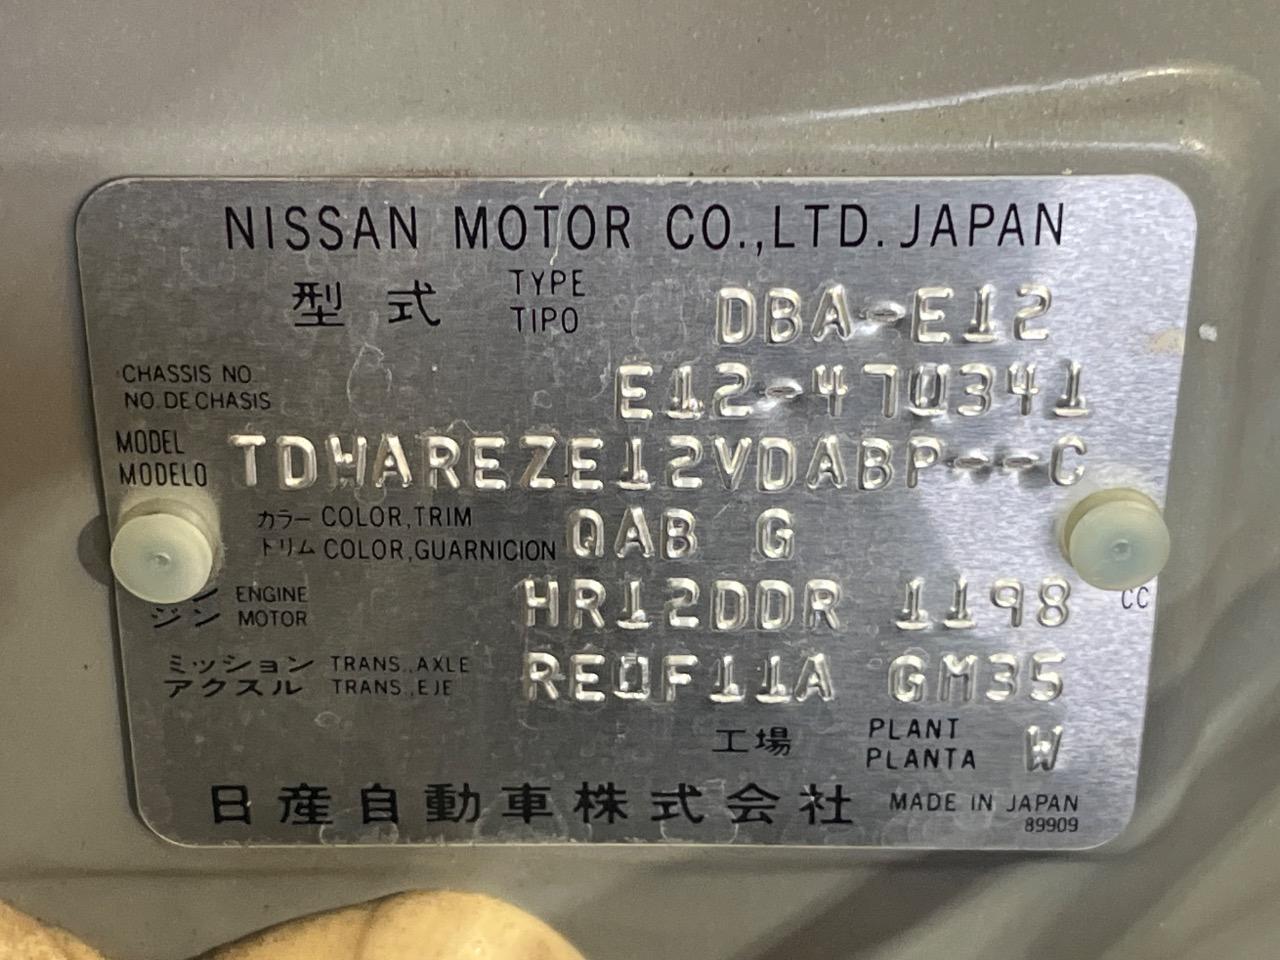 NISSAN MOTOR CO.,LTD. JAPAN
型式 TYPE TIPO DBA-E12
CHASSIS NO. NO. DE CHASIS E12-470341
MODEL MODELO TDWAREZE12VDABP--C
カラー COLOR,TRIM
トリム COLOR,GUARNICION QAB G
ン ENGINE
ジン MOTOR HR12DDR 1198 CC
ミッション TRANS.,AXLE
アクスル TRANS.,EJE RE0F11A GM35
工場 PLANT PLANTA W
日産自動車株式会社 MADE IN JAPAN
89909